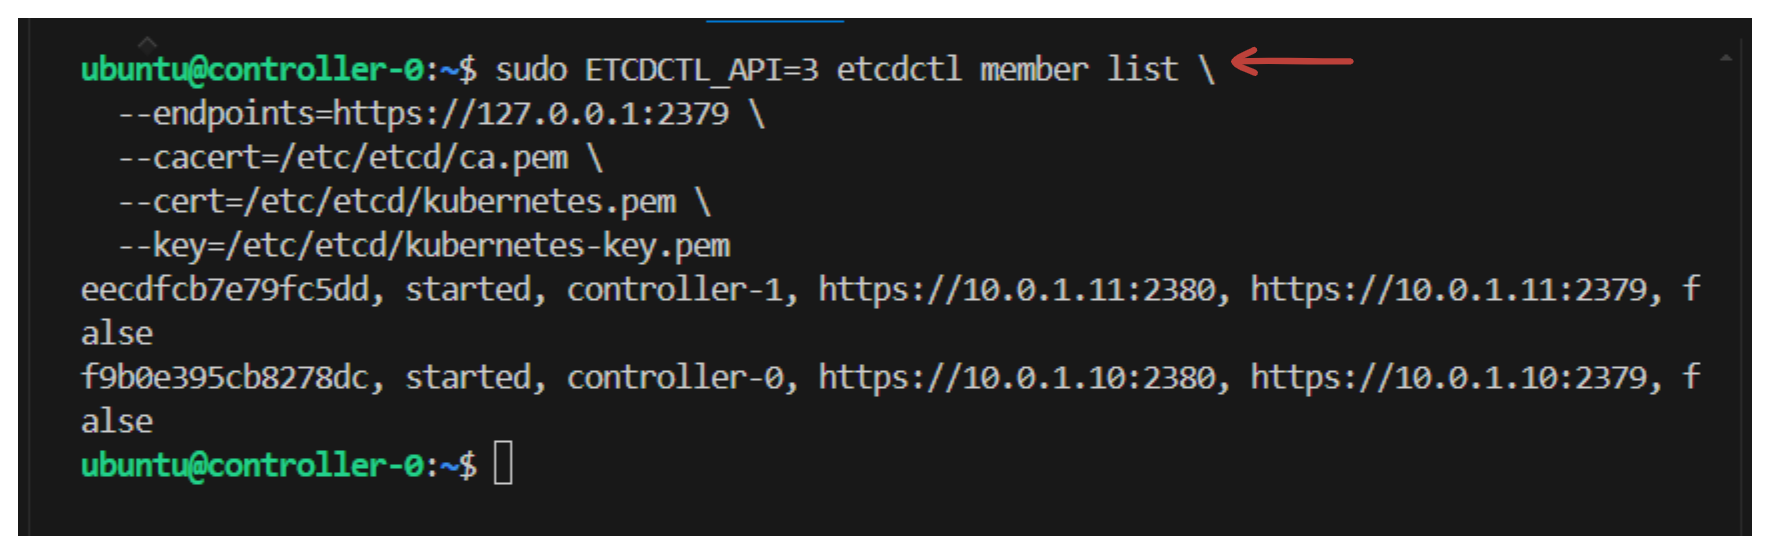 ubuntu@controller-0:~$ sudo ETCDCTL_API=3 etcdctl member list \
  --endpoints=https://127.0.0.1:2379 \
  --cacert=/etc/etcd/ca.pem \
  --cert=/etc/etcd/kubernetes.pem \
  --key=/etc/etcd/kubernetes-key.pem
eecdfcb7e79fc5dd, started, controller-1, https://10.0.1.11:2380, https://10.0.1.11:2379, f
alse
f9b0e395cb8278dc, started, controller-0, https://10.0.1.10:2380, https://10.0.1.10:2379, f
alse
ubuntu@controller-0:~$